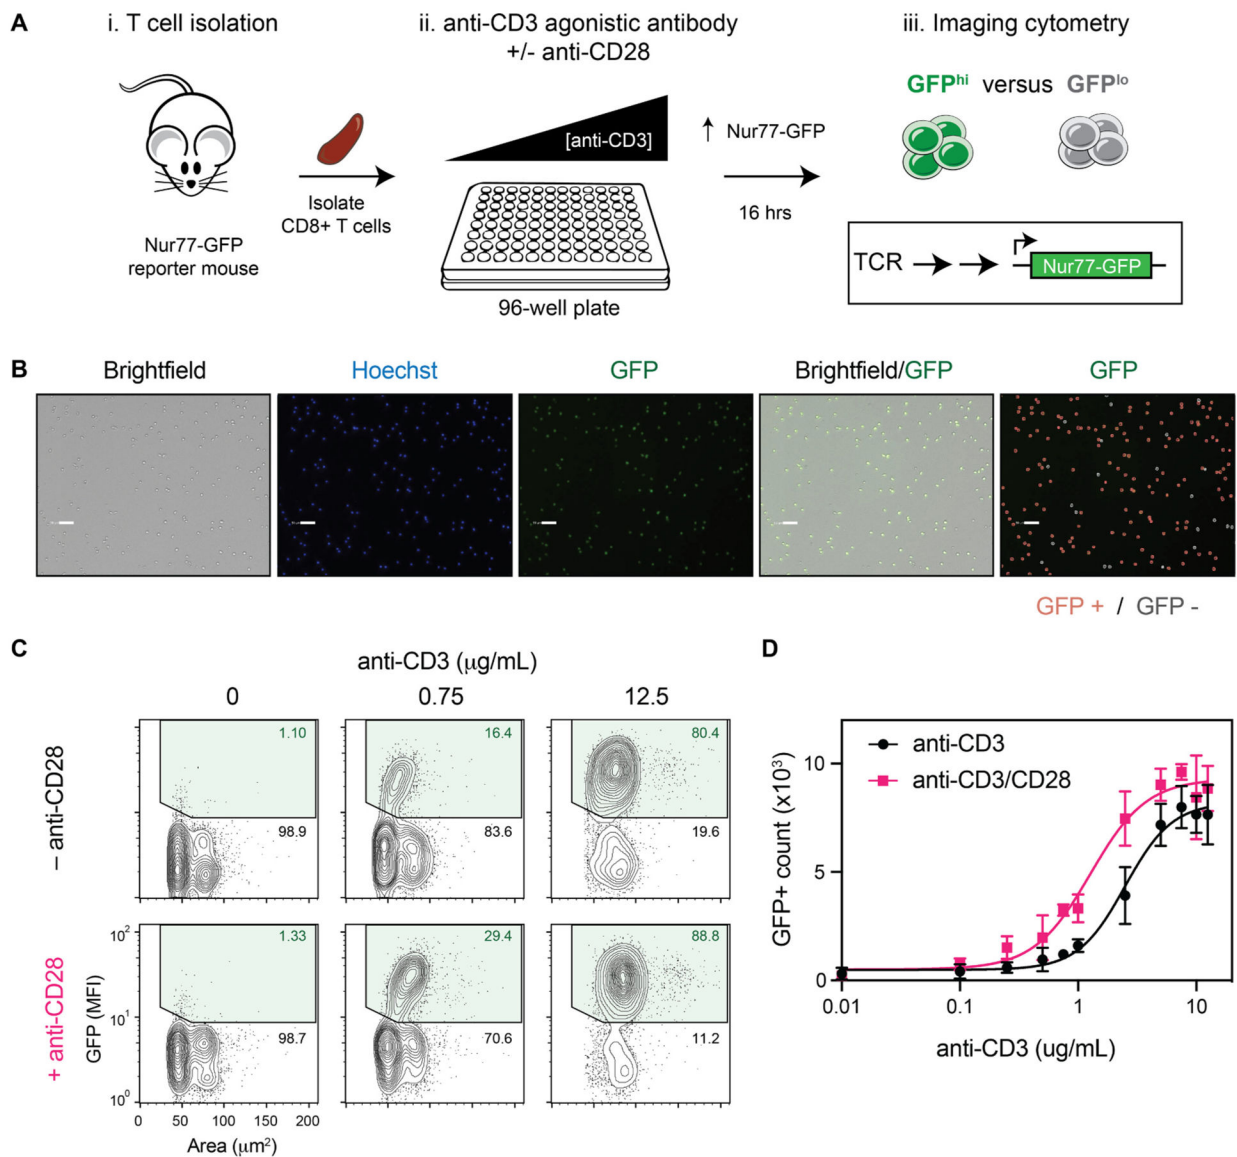 A
i. T cell isolation
ii. anti-CD3 agonistic antibody
+/- anti-CD28
iii. Imaging cytometry
GFPhi versus GFPlo
[anti-CD3]
↑ Nur77-GFP
Isolate
CD8+ T cells
16 hrs
Nur77-GFP
reporter mouse
96-well plate
TCR
Nur77-GFP
B
Brightfield
Hoechst
GFP
Brightfield/GFP
GFP
GFP + / GFP -
C
anti-CD3 (μg/mL)
0
0.75
12.5
– anti-CD28
1.10
98.9
16.4
83.6
80.4
19.6
+ anti-CD28
GFP (MFI)
10²
10¹
10⁰
1.33
98.7
29.4
70.6
88.8
11.2
0 50 100 150 200
Area (μm²)
D
anti-CD3
anti-CD3/CD28
GFP+ count (x10³)
10
5
0
0.01 0.1 1 10
anti-CD3 (ug/mL)